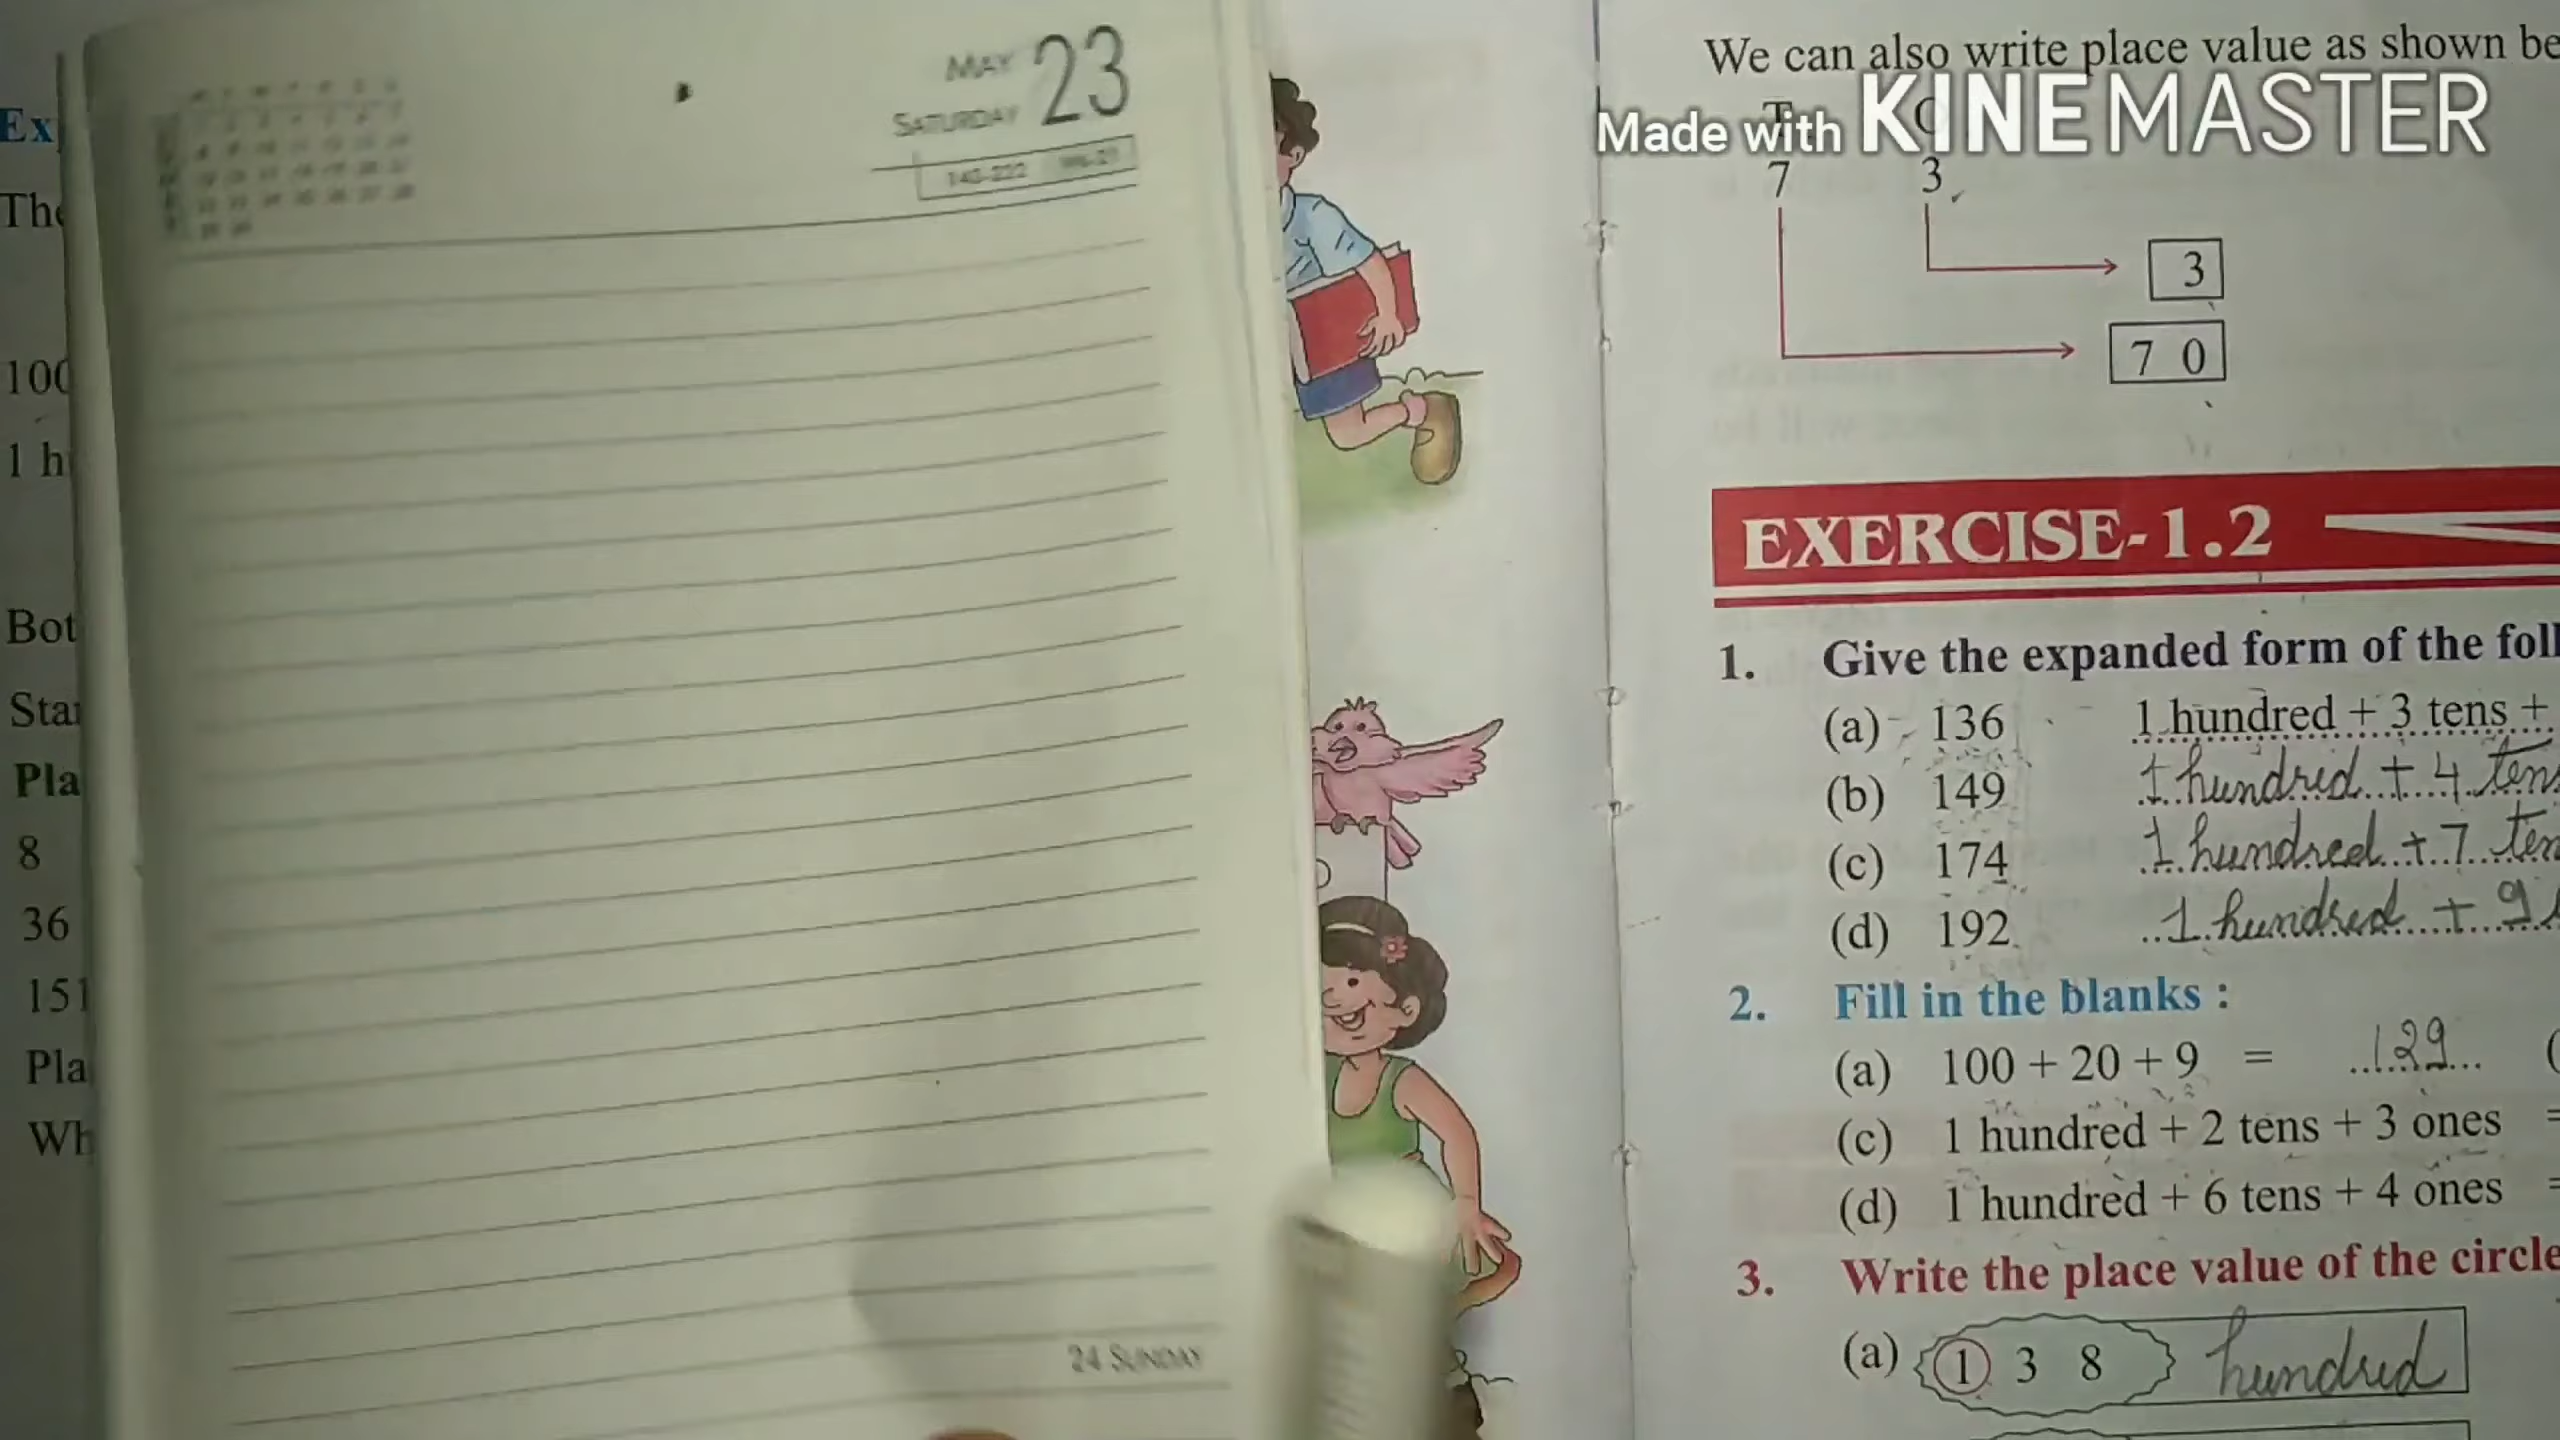 MAY 23
SATURDAY
24 SUNDAY
Ex
The
100
1 h
Bot
Sta
Pla
8
36
151
Pla
Wh
We can also write place value as shown be
Made with KINEMASTER
7 3
3
7 0
EXERCISE-1.2
1. Give the expanded form of the foll
(a) 136 1 hundred + 3 tens +
(b) 149 1 hundred + 4 tens
(c) 174 1 hundred + 7 ten
(d) 192 1 hundred + 9
2. Fill in the blanks :
(a) 100 + 20 + 9 = 129 (
(c) 1 hundred + 2 tens + 3 ones =
(d) 1 hundred + 6 tens + 4 ones =
3. Write the place value of the circle
(a) 1 3 8 hundred